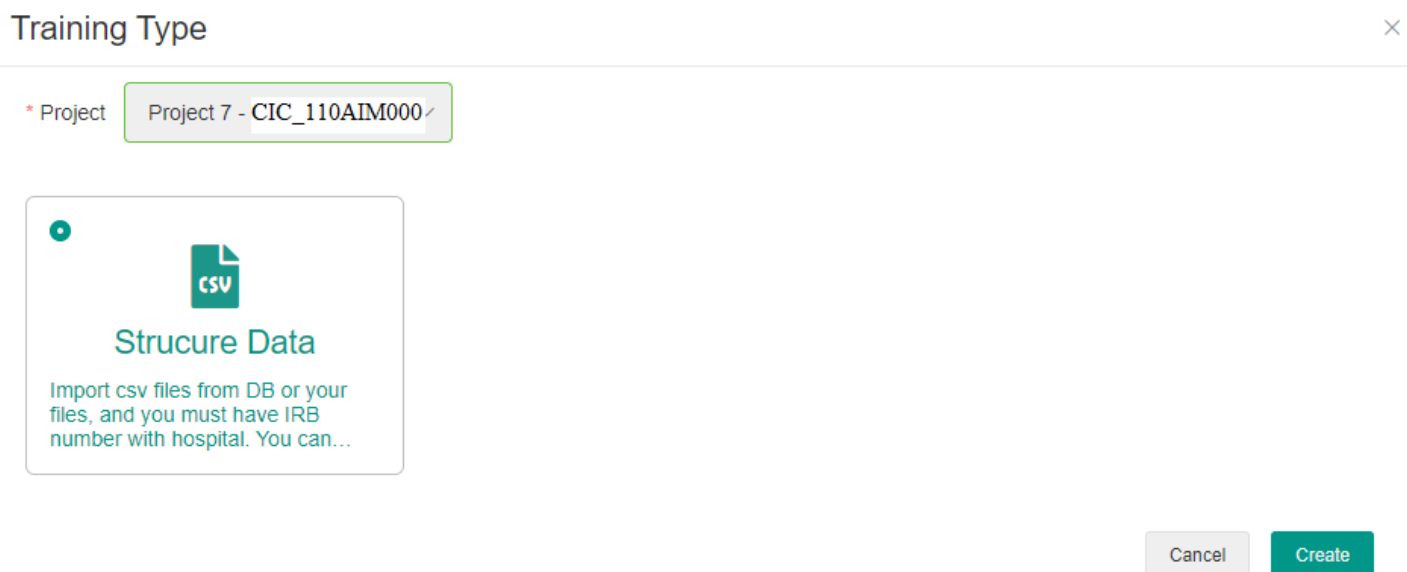 Training Type
* Project
Project 7 - CIC_110AIM000
CSV
Strucure Data
Import csv files from DB or your
files, and you must have IRB
number with hospital. You can...
Cancel
Create